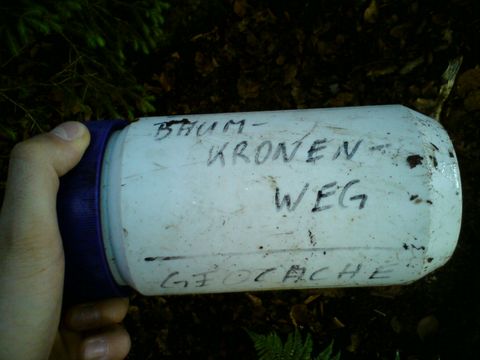 BAUM-
KRONEN-
WEG
GEOCACHE